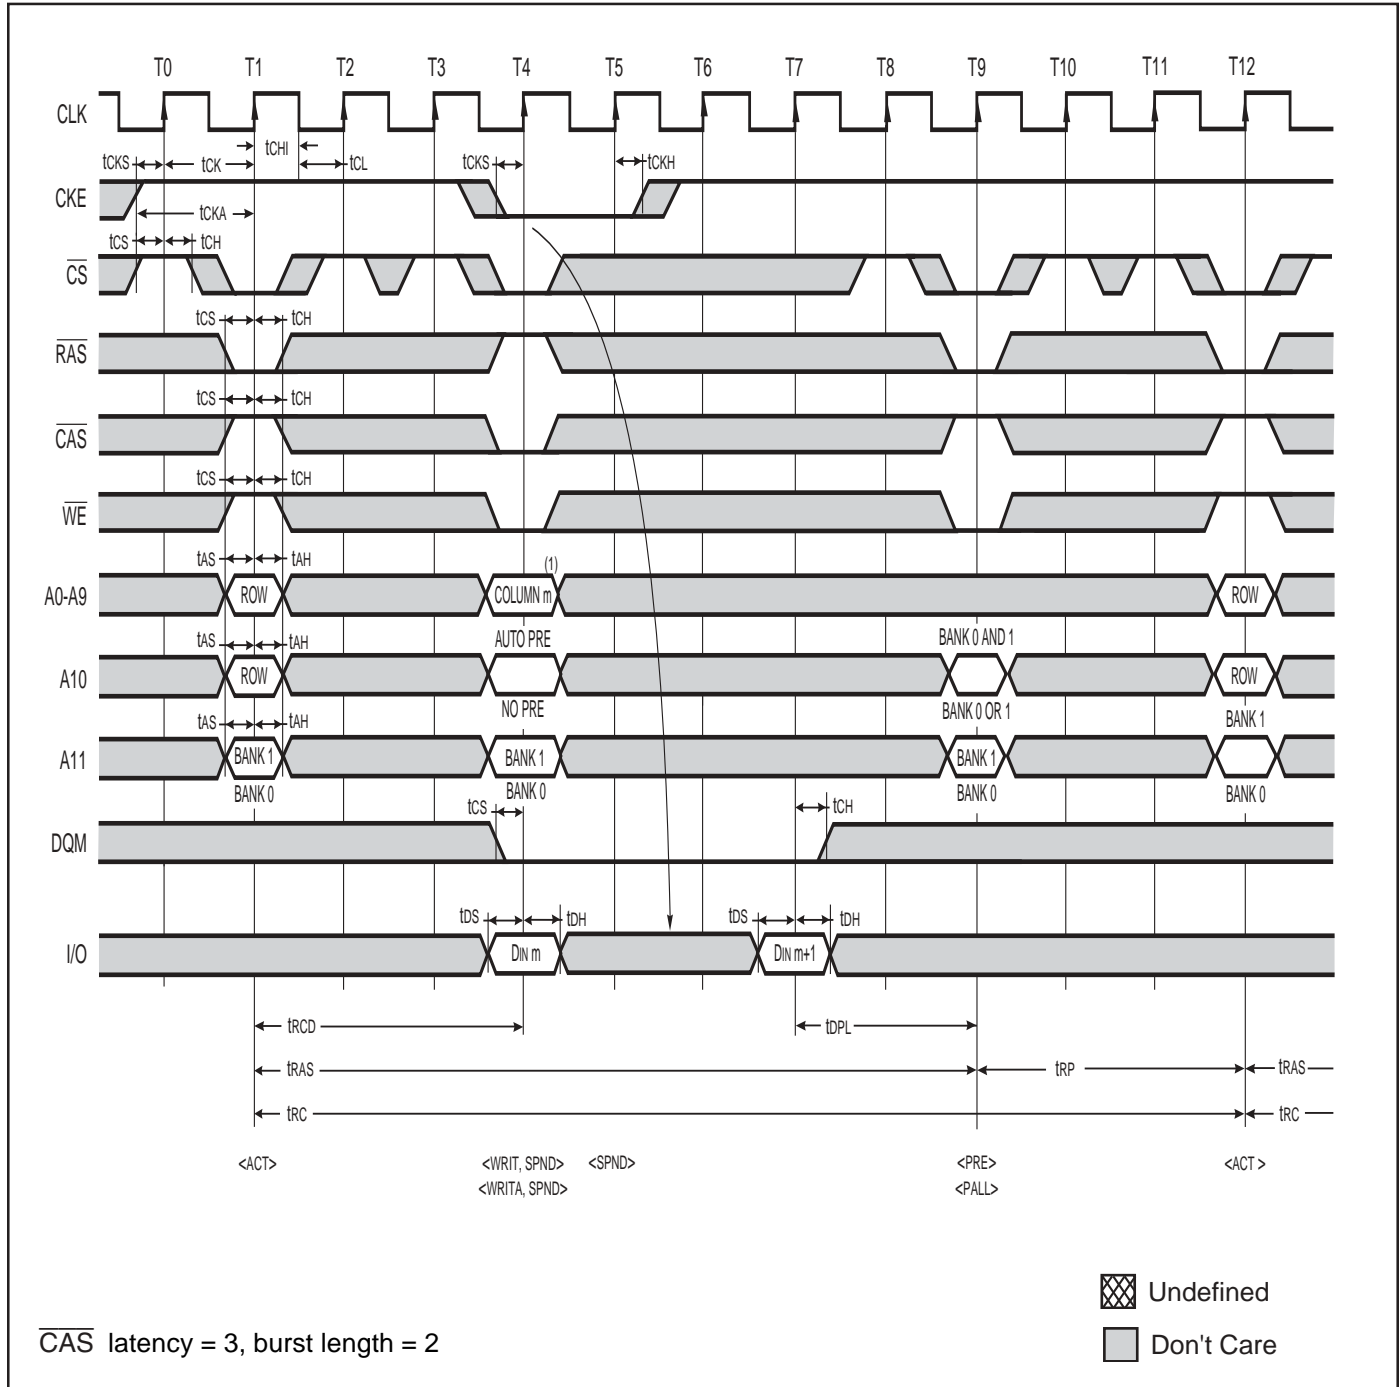 T0 T1 T2 T3 T4 T5 T6 T7 T8 T9 T10 T11 T12
CLK
tCHI
tCKS tCK tCL tCKS tCKH
CKE
tCKA
tCS tCH
CS
tCS tCH
RAS
tCS tCH
CAS
tCS tCH
WE
tAS tAH (1)
A0-A9 ROW COLUMN m ROW
tAS tAH AUTO PRE BANK 0 AND 1
A10 ROW ROW
tAS tAH NO PRE BANK 0 OR 1 BANK 1
A11 BANK 1 BANK 1 BANK 1
BANK 0 BANK 0 BANK 0 BANK 0
tCS tCH
DQM
tDS tDH tDS tDH
I/O DIN m DIN m+1
tRCD tDPL
tRAS tRP tRAS
tRC tRC
<ACT> <WRIT, SPND> <SPND> <PRE> <ACT >
<WRITA, SPND> <PALL>
Undefined
CAS latency = 3, burst length = 2
Don't Care